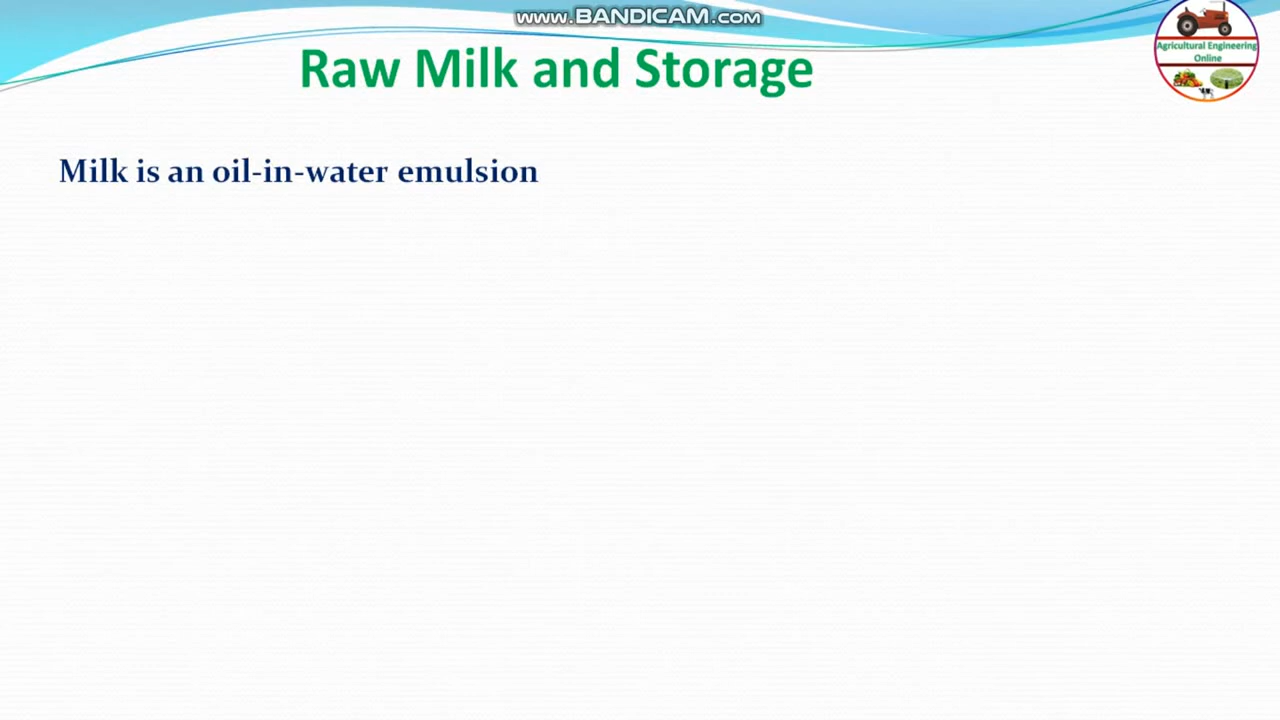 www.BANDICAM.com
Raw Milk and Storage
Agricultural Engineering
Online
Milk is an oil-in-water emulsion